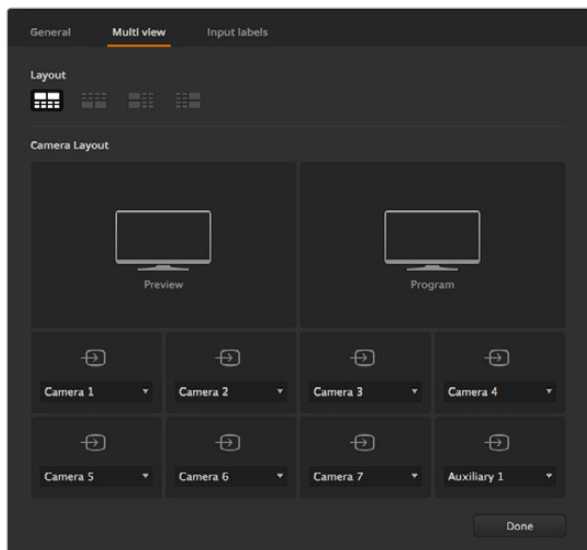 General Multi view Input labels
Layout
Camera Layout
Preview Program
Camera 1 Camera 2 Camera 3 Camera 4
Camera 5 Camera 6 Camera 7 Auxiliary 1
Done